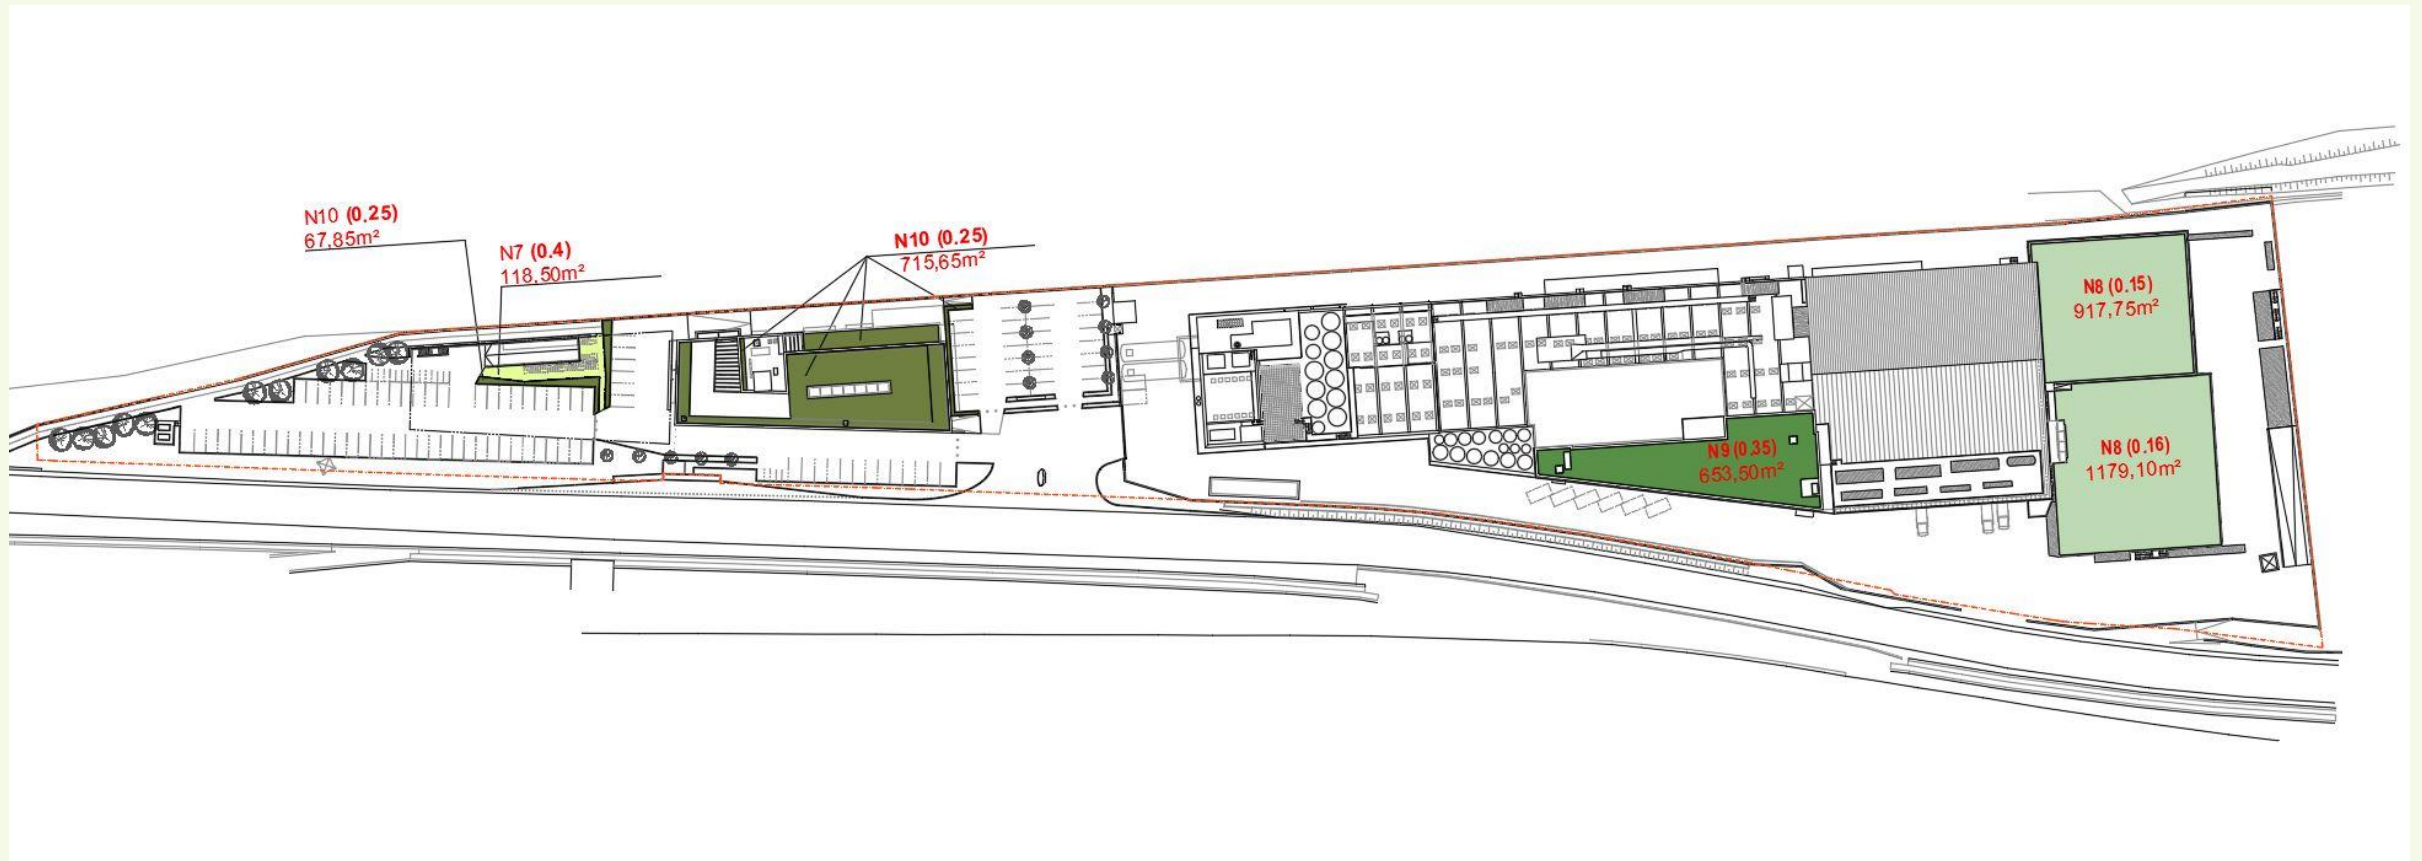 N10 (0.25)
67,85m²
N7 (0.4)
118,50m²
N10 (0.25)
715,65m²
N8 (0.15)
917,75m²
N9 (0,35)
653,50m²
N8 (0.16)
1179,10m²